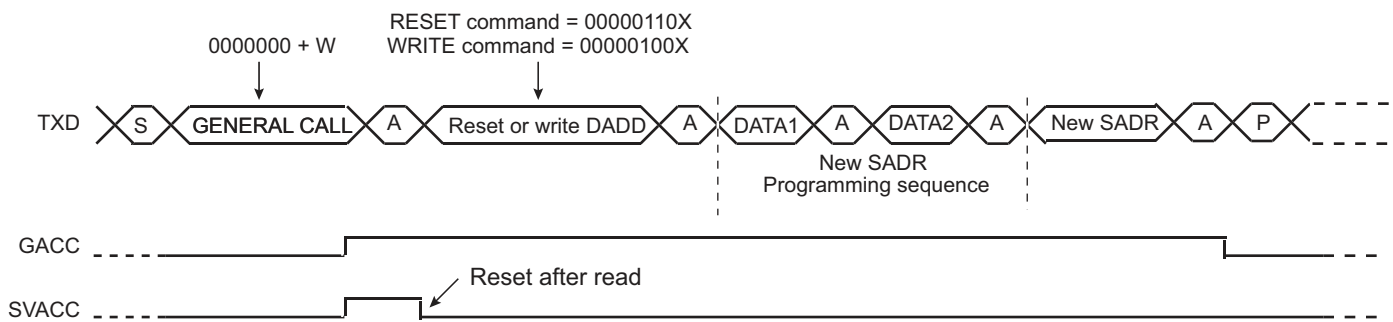 RESET command = 00000110X
0000000 + W
WRITE command = 00000100X
TXD S GENERAL CALL A Reset or write DADD A DATA1 A DATA2 A New SADR A P
New SADR
Programming sequence
GACC
Reset after read
SVACC